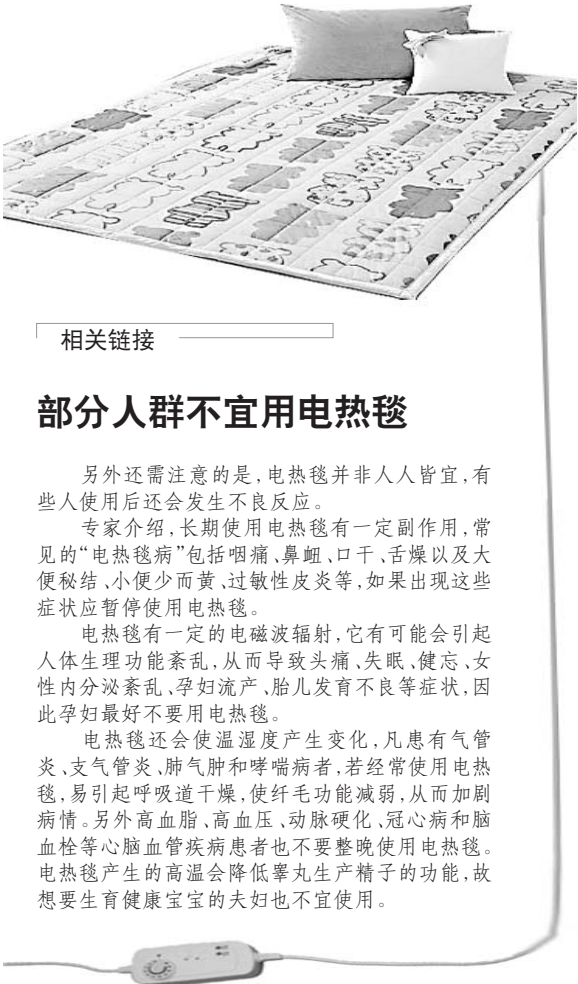 相关链接
部分人群不宜用电热毯
另外还需注意的是，电热毯并非人人皆宜，有
些人使用后还会发生不良反应。
专家介绍，长期使用电热毯有一定副作用，常
见的“电热毯病”包括咽痛、鼻衄、口干、舌燥以及大
便秘结、小便少而黄、过敏性皮炎等，如果出现这些
症状应暂停使用电热毯。
电热毯有一定的电磁波辐射，它有可能会引起
人体生理功能紊乱，从而导致头痛、失眠、健忘、女
性内分泌紊乱、孕妇流产、胎儿发育不良等症状，因
此孕妇最好不要用电热毯。
电热毯还会使温湿度产生变化，凡患有气管
炎、支气管炎、肺气肿和哮喘病者，若经常使用电热
毯，易引起呼吸道干燥，使纤毛功能减弱，从而加剧
病情。另外高血脂、高血压、动脉硬化、冠心病和脑
血栓等心脑血管疾病患者也不要整晚使用电热毯。
电热毯产生的高温会降低睾丸生产精子的功能，故
想要生育健康宝宝的夫妇也不宜使用。